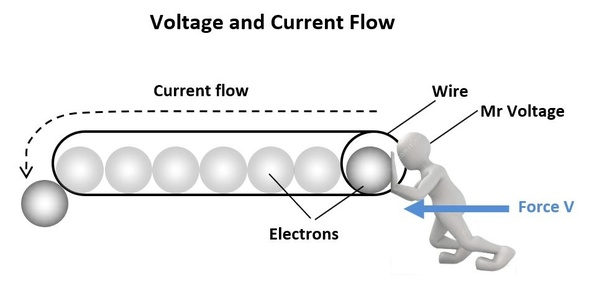 Voltage and Current Flow
Current flow
Wire
Mr Voltage
Force V
Electrons